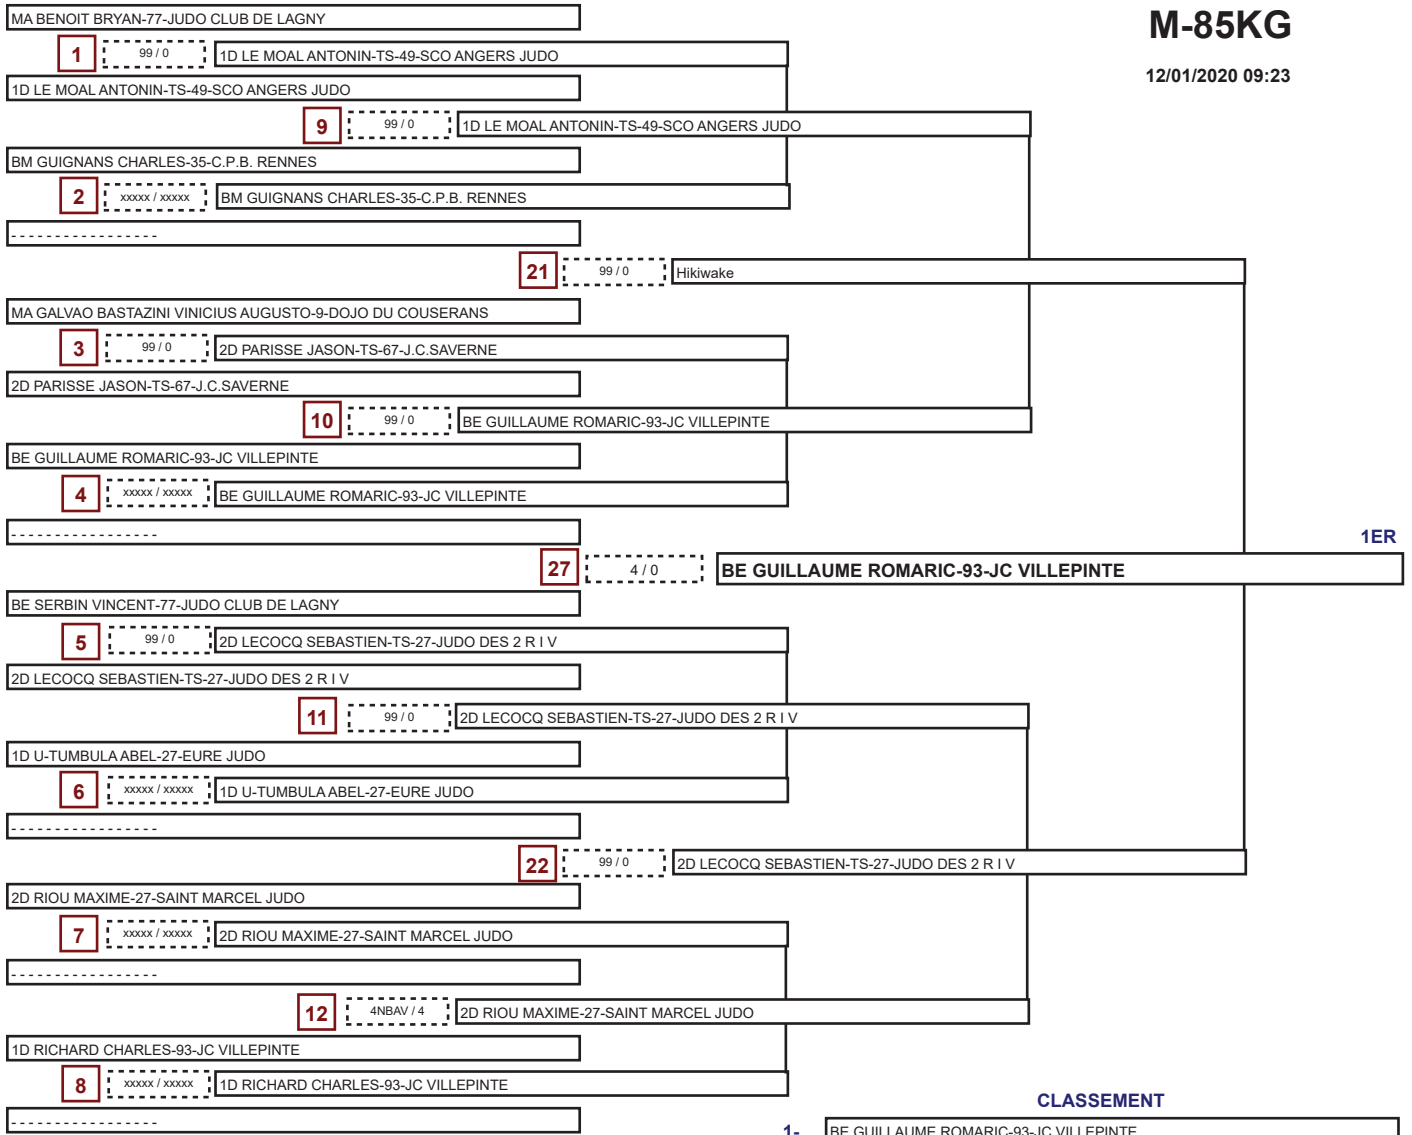 MA BENOIT BRYAN-77-JUDO CLUB DE LAGNY
M-85KG
1 99 / 0 1D LE MOAL ANTONIN-TS-49-SCO ANGERS JUDO
12/01/2020 09:23
1D LE MOAL ANTONIN-TS-49-SCO ANGERS JUDO
9 99 / 0 1D LE MOAL ANTONIN-TS-49-SCO ANGERS JUDO
BM GUIGNANS CHARLES-35-C.P.B. RENNES
2 xxxxx / xxxxx BM GUIGNANS CHARLES-35-C.P.B. RENNES
- - - - - - - - - - - - - - - - -
21 99 / 0 Hikiwake
MA GALVAO BASTAZINI VINICIUS AUGUSTO-9-DOJO DU COUSERANS
3 99 / 0 2D PARISSE JASON-TS-67-J.C.SAVERNE
2D PARISSE JASON-TS-67-J.C.SAVERNE
10 99 / 0 BE GUILLAUME ROMARIC-93-JC VILLEPINTE
BE GUILLAUME ROMARIC-93-JC VILLEPINTE
4 xxxxx / xxxxx BE GUILLAUME ROMARIC-93-JC VILLEPINTE
- - - - - - - - - - - - - - - - -
1ER
27 4 / 0 BE GUILLAUME ROMARIC-93-JC VILLEPINTE
BE SERBIN VINCENT-77-JUDO CLUB DE LAGNY
5 99 / 0 2D LECOCQ SEBASTIEN-TS-27-JUDO DES 2 R I V
2D LECOCQ SEBASTIEN-TS-27-JUDO DES 2 R I V
11 99 / 0 2D LECOCQ SEBASTIEN-TS-27-JUDO DES 2 R I V
1D U-TUMBULA ABEL-27-EURE JUDO
6 xxxxx / xxxxx 1D U-TUMBULA ABEL-27-EURE JUDO
- - - - - - - - - - - - - - - - -
22 99 / 0 2D LECOCQ SEBASTIEN-TS-27-JUDO DES 2 R I V
2D RIOU MAXIME-27-SAINT MARCEL JUDO
7 xxxxx / xxxxx 2D RIOU MAXIME-27-SAINT MARCEL JUDO
- - - - - - - - - - - - - - - - -
12 4NBAV / 4 2D RIOU MAXIME-27-SAINT MARCEL JUDO
1D RICHARD CHARLES-93-JC VILLEPINTE
8 xxxxx / xxxxx 1D RICHARD CHARLES-93-JC VILLEPINTE
CLASSEMENT
- - - - - - - - - - - - - - - - -
1- BE GUILLAUME ROMARIC-93-JC VILLEPINTE